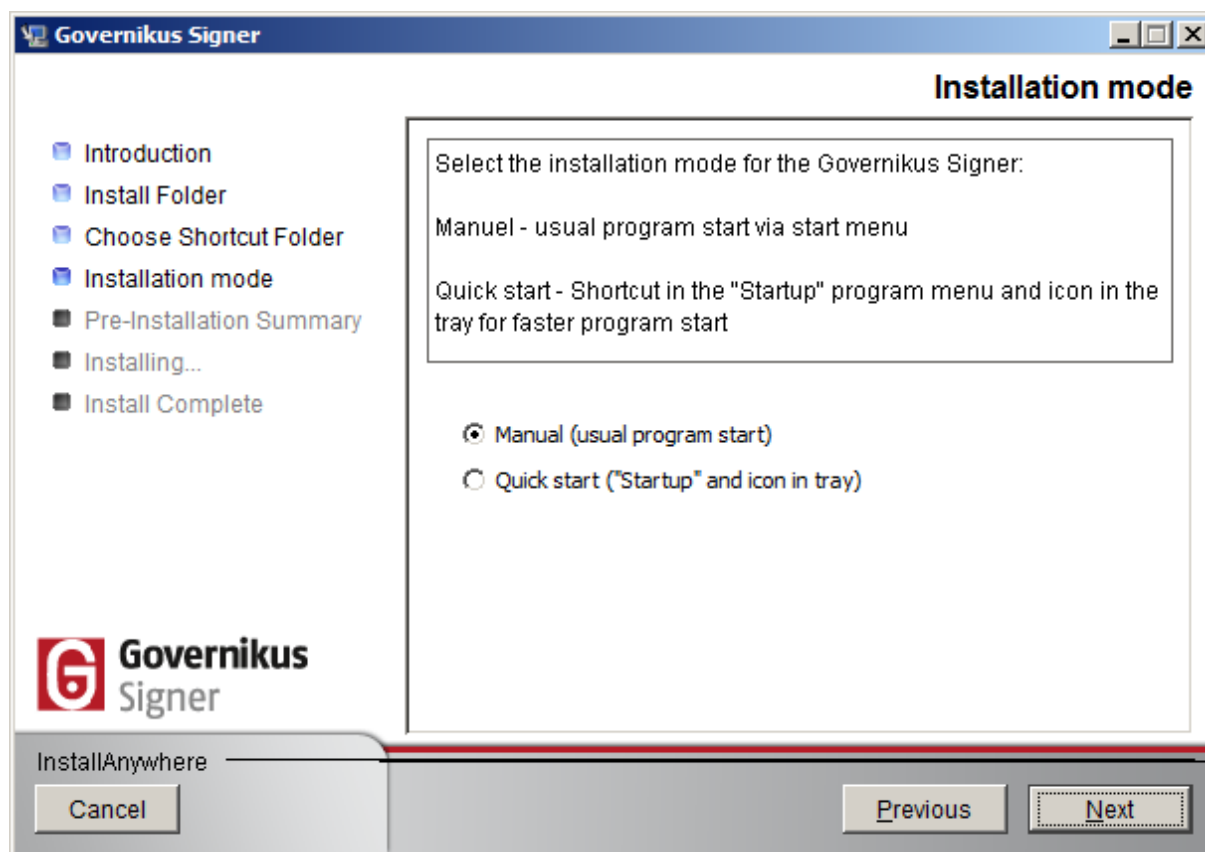 Governikus Signer
Installation mode
Introduction
Install Folder
Choose Shortcut Folder
Installation mode
Pre-Installation Summary
Installing...
Install Complete
Select the installation mode for the Governikus Signer:
Manuel - usual program start via start menu
Quick start - Shortcut in the "Startup" program menu and icon in the
tray for faster program start
Manual (usual program start)
Quick start ("Startup" and icon in tray)
Governikus
Signer
InstallAnywhere
Cancel
Previous
Next